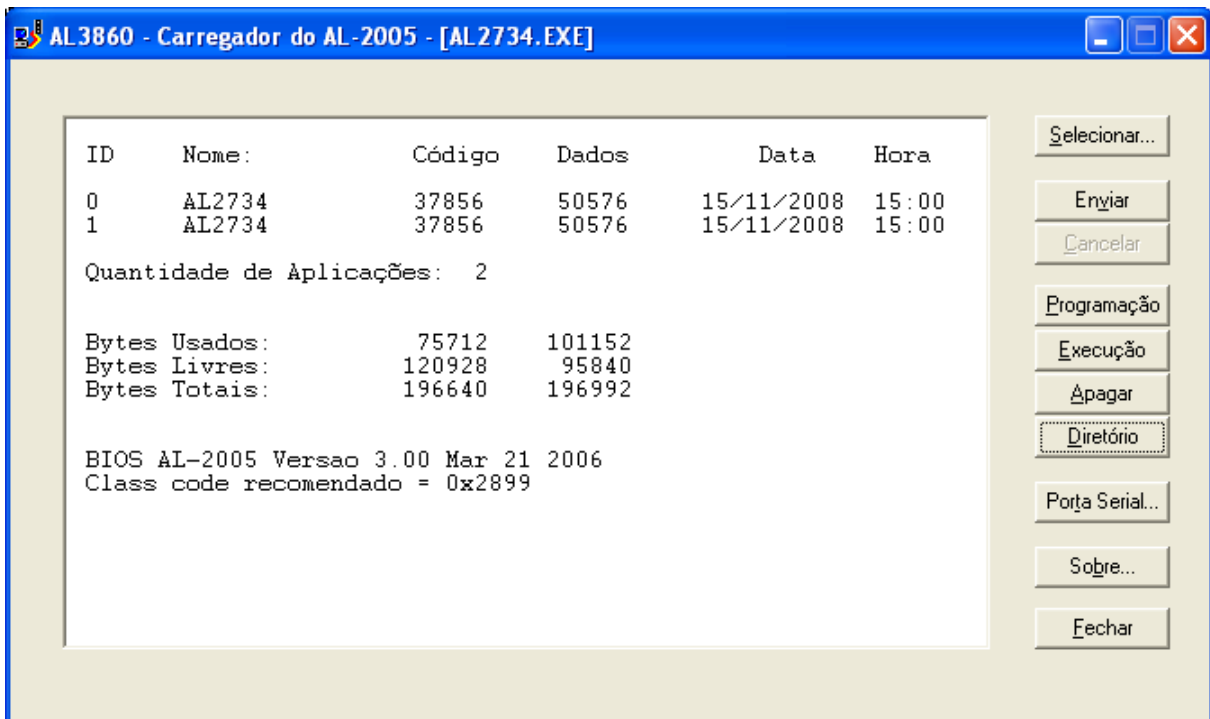 AL3860 - Carregador do AL-2005 - [AL2734.EXE]
ID Nome: Código Dados Data Hora
0 AL2734 37856 50576 15/11/2008 15:00
1 AL2734 37856 50576 15/11/2008 15:00
Quantidade de Aplicações: 2
Bytes Usados: 75712 101152
Bytes Livres: 120928 95840
Bytes Totais: 196640 196992
BIOS AL-2005 Versao 3.00 Mar 21 2006
Class code recomendado = 0x2899
Selecionar...
Enviar
Cancelar
Programação
Execução
Apagar
Diretório
Porta Serial...
Sobre...
Fechar